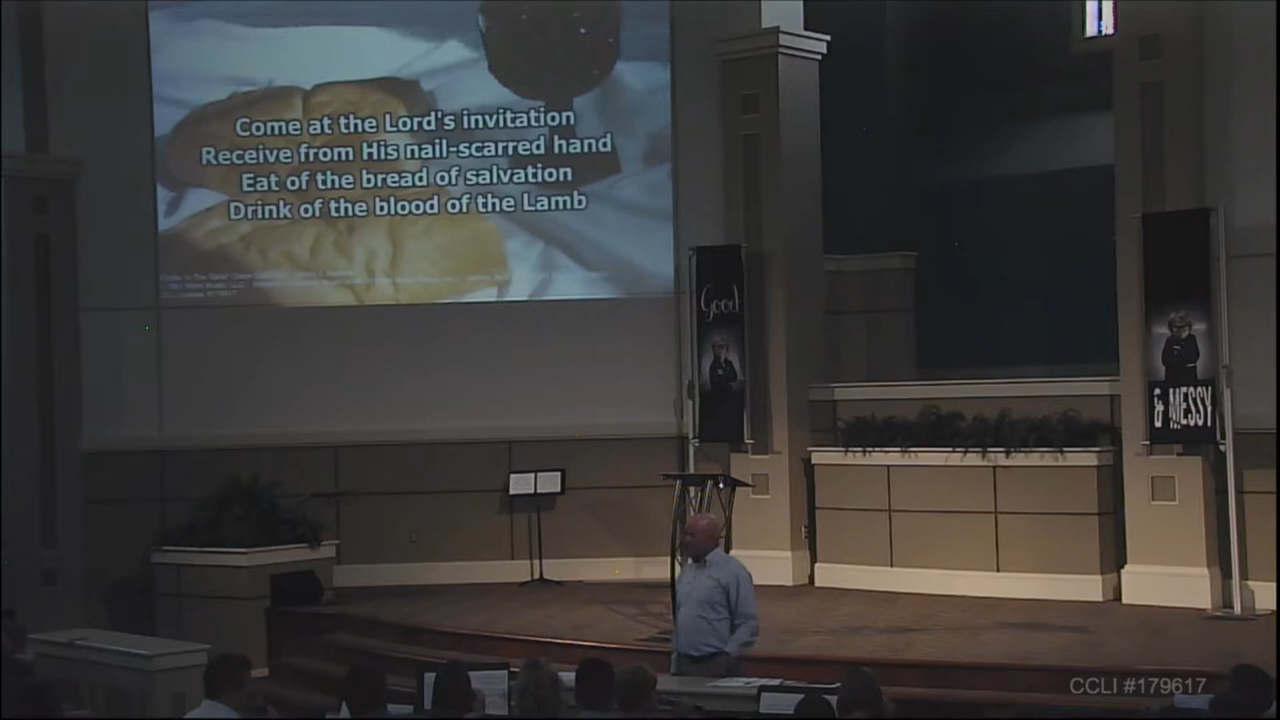 Come at the Lord's invitation
Receive from His nail-scarred hand
Eat of the bread of salvation
Drink of the blood of the Lamb
Good
& MESSY
CCLI #179617